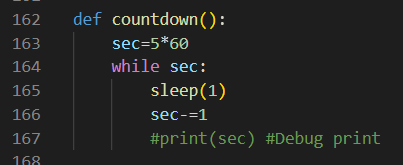 162 def countdown():
163     sec=5*60
164     while sec:
165         sleep(1)
166         sec-=1
167         #print(sec) #Debug print
168